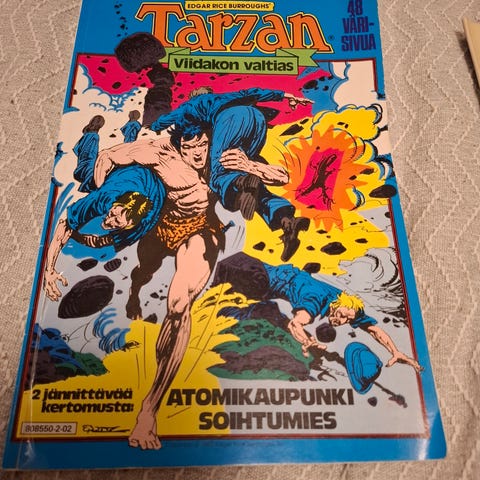 EDGAR RICE BURROUGHS'
Tarzan®
Viidakon valtias
48
VÄRI-
SIVUA
2 jännittävää
kertomusta:
ATOMIKAUPUNKI
SOIHTUMIES
808550-2-02